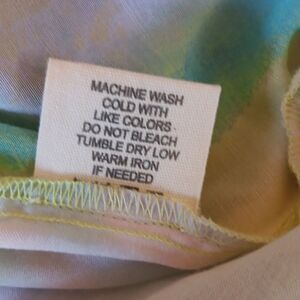 MACHINE WASH
COLD WITH
LIKE COLORS
DO NOT BLEACH
TUMBLE DRY LOW
WARM IRON
IF NEEDED